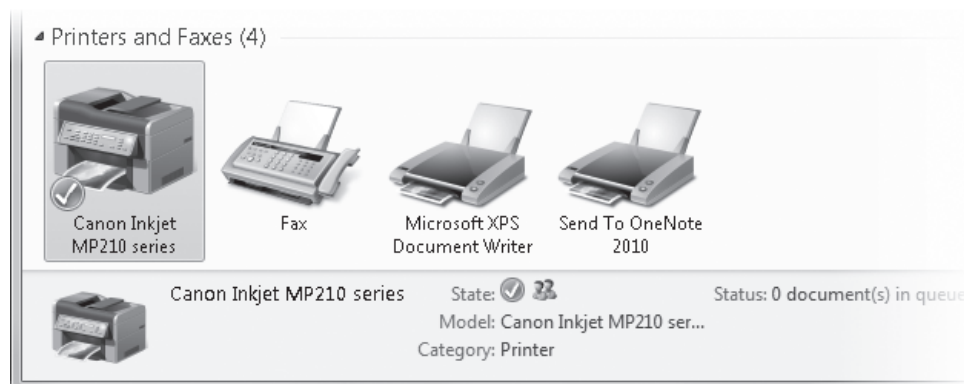 Printers and Faxes (4)
Canon Inkjet
MP210 series
Fax
Microsoft XPS
Document Writer
Send To OneNote
2010
Canon Inkjet MP210 series
State:
Status: 0 document(s) in queue
Model: Canon Inkjet MP210 ser...
Category: Printer